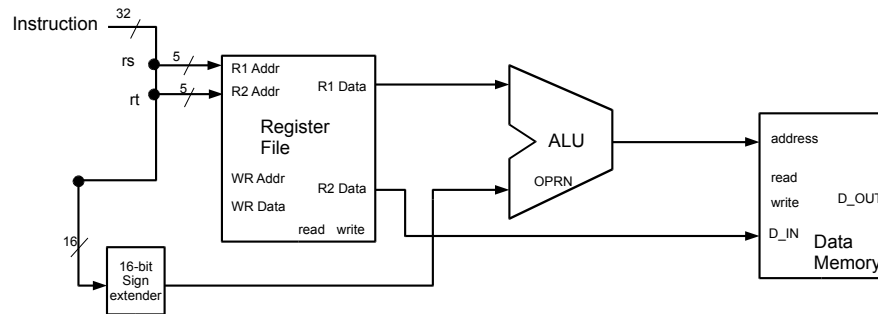 32
Instruction
rs
5
R1 Addr
rt
5
R2 Addr
R1 Data
Register
File
WR Addr
R2 Data
WR Data
read write
ALU
OPRN
address
read
write
D_OUT
D_IN
Data
Memory
16
16-bit
Sign
extender